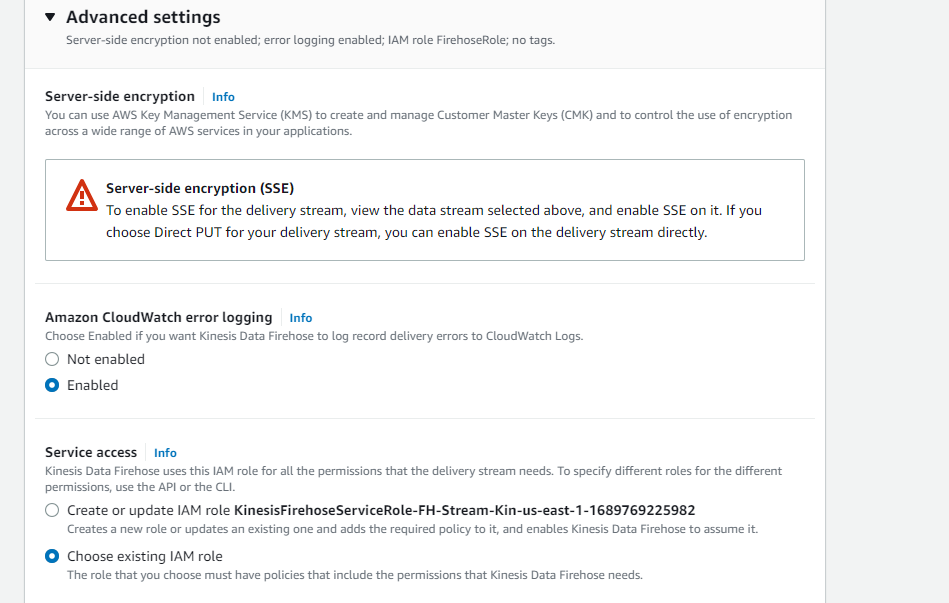 Advanced settings
Server-side encryption not enabled; error logging enabled; IAM role FirehoseRole; no tags.
Server-side encryption Info
You can use AWS Key Management Service (KMS) to create and manage Customer Master Keys (CMK) and to control the use of encryption
across a wide range of AWS services in your applications.
Server-side encryption (SSE)
To enable SSE for the delivery stream, view the data stream selected above, and enable SSE on it. If you
choose Direct PUT for your delivery stream, you can enable SSE on the delivery stream directly.
Amazon CloudWatch error logging Info
Choose Enabled if you want Kinesis Data Firehose to log record delivery errors to CloudWatch Logs.
Not enabled
Enabled
Service access Info
Kinesis Data Firehose uses this IAM role for all the permissions that the delivery stream needs. To specify different roles for the different
permissions, use the API or the CLI.
Create or update IAM role KinesisFirehoseServiceRole-FH-Stream-Kin-us-east-1-1689769225982
Creates a new role or updates an existing one and adds the required policy to it, and enables Kinesis Data Firehose to assume it.
Choose existing IAM role
The role that you choose must have policies that include the permissions that Kinesis Data Firehose needs.